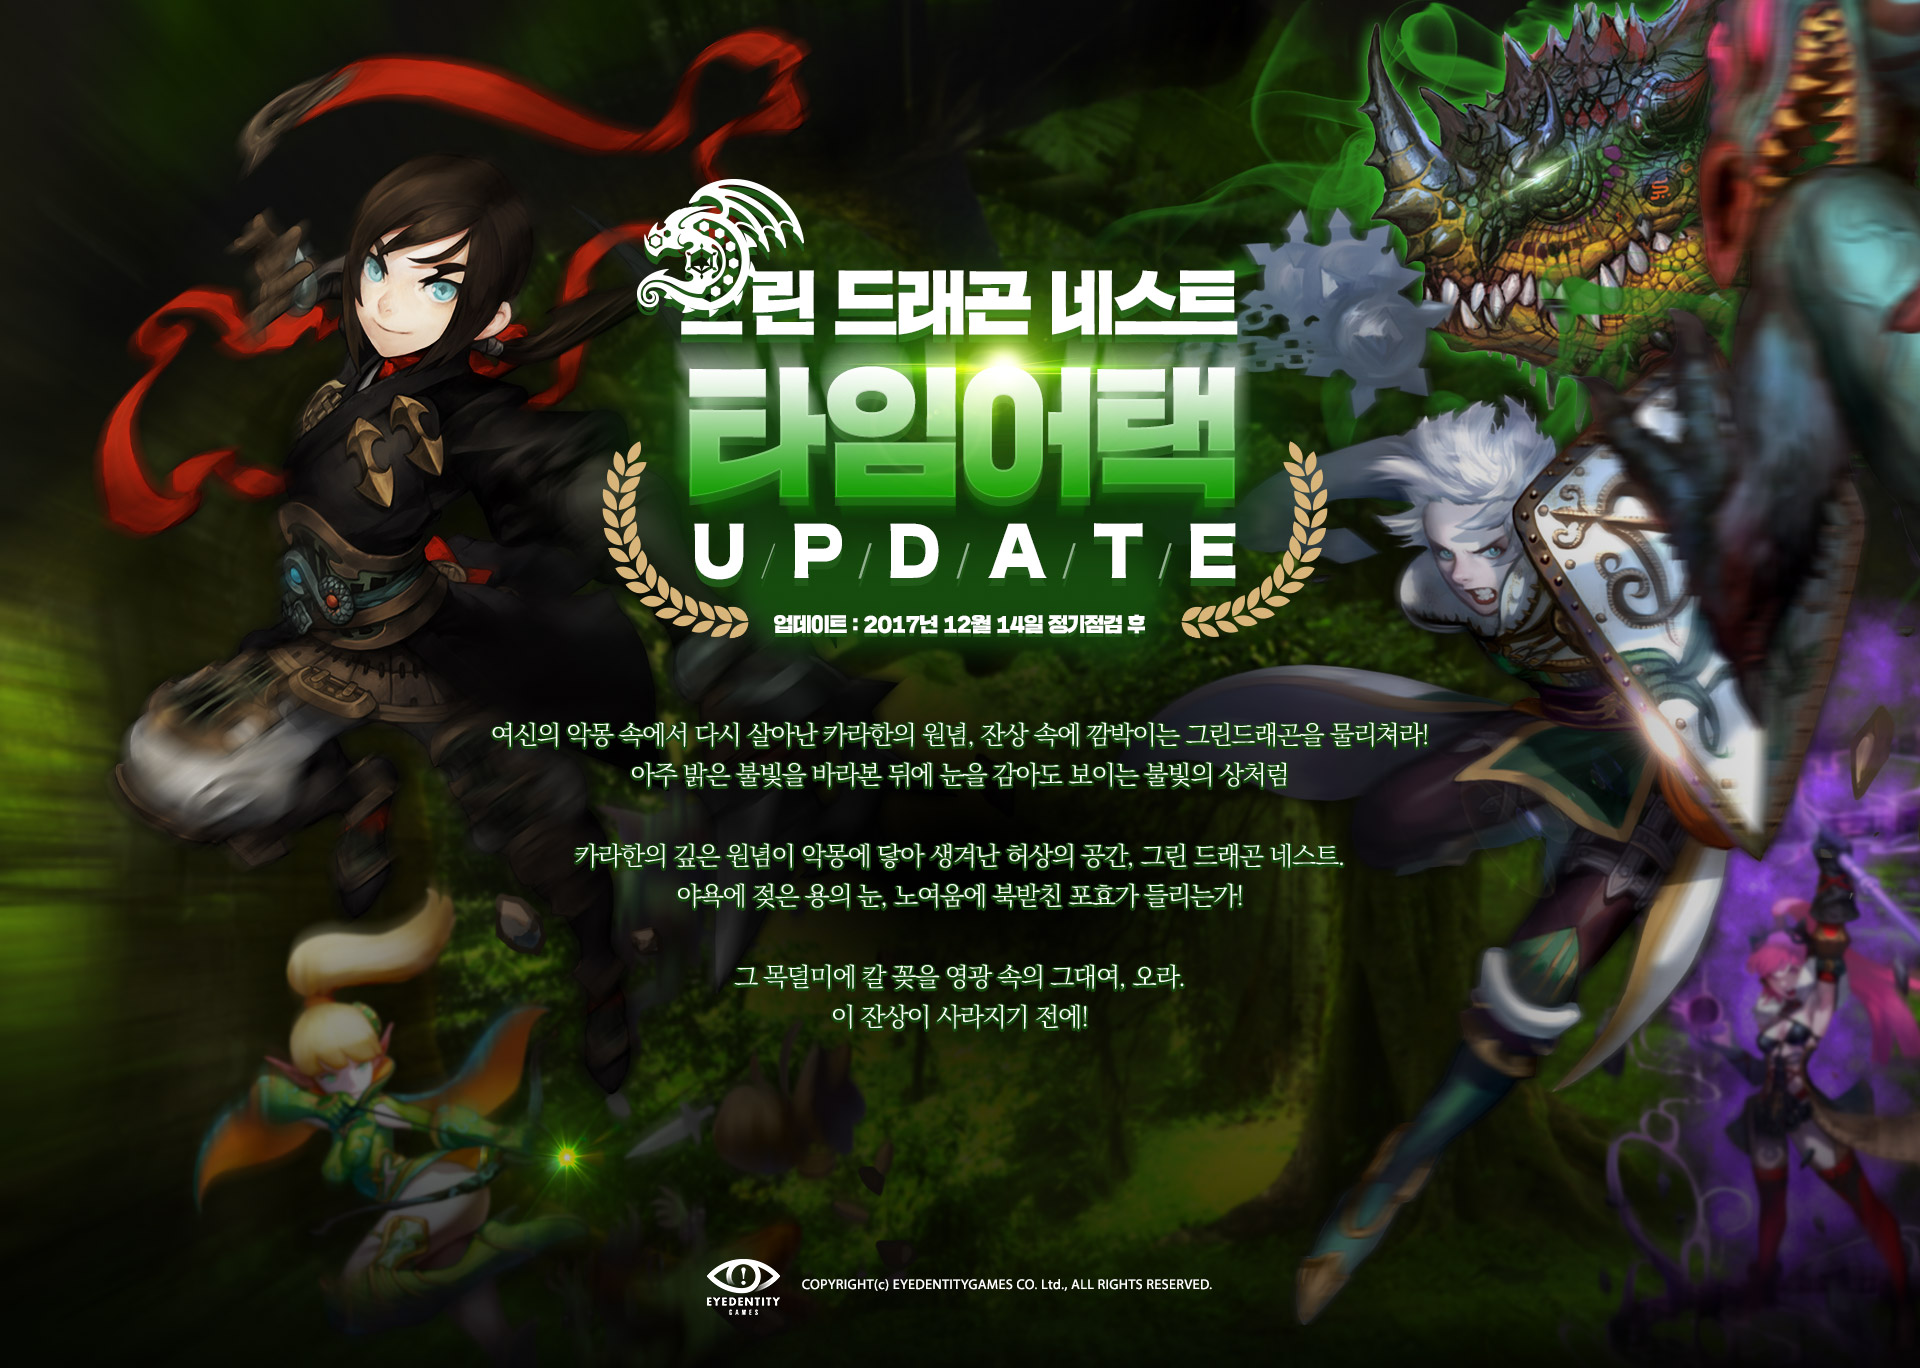 그린 드래곤 네스트
타임어택
U/P/D/A/T/E
업데이트 : 2017년 12월 14일 정기점검 후
여신의 악몽 속에서 다시 살아난 카라한의 원념, 잔상 속에 깜박이는 그린드래곤을 물리쳐라!
아주 밝은 불빛을 바라본 뒤에 눈을 감아도 보이는 불빛의 상처럼
카라한의 깊은 원념이 악몽에 닿아 생겨난 허상의 공간, 그린 드래곤 네스트.
야욕에 젖은 용의 눈, 노여움에 북받친 포효가 들리는가!
그 목덜미에 칼 꽂을 영광 속의 그대여, 오라.
이 잔상이 사라지기 전에!
EYEDENTITY
GAMES
COPYRIGHT(c) EYEDENTITYGAMES CO. Ltd., ALL RIGHTS RESERVED.